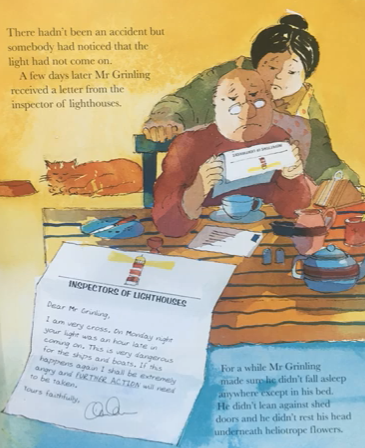 There hadn't been an accident but
somebody had noticed that the
light had not come on.
A few days later Mr Grinling
received a letter from the
inspector of lighthouses.
INSPECTORS OF LIGHTHOUSES
INSPECTORS OF LIGHTHOUSES
Dear Mr Grinling,
I am very cross. On Monday night
your light was an hour late in
coming on. This is very dangerous
for the ships and boats. If this
happens again I shall be extremely
angry and FURTHER ACTION will need
to be taken.
Yours faithfully,
For a while Mr Grinling
made sure he didn't fall asleep
anywhere except in his bed.
He didn't lean against shed
doors and he didn't rest his head
underneath heliotrope flowers.